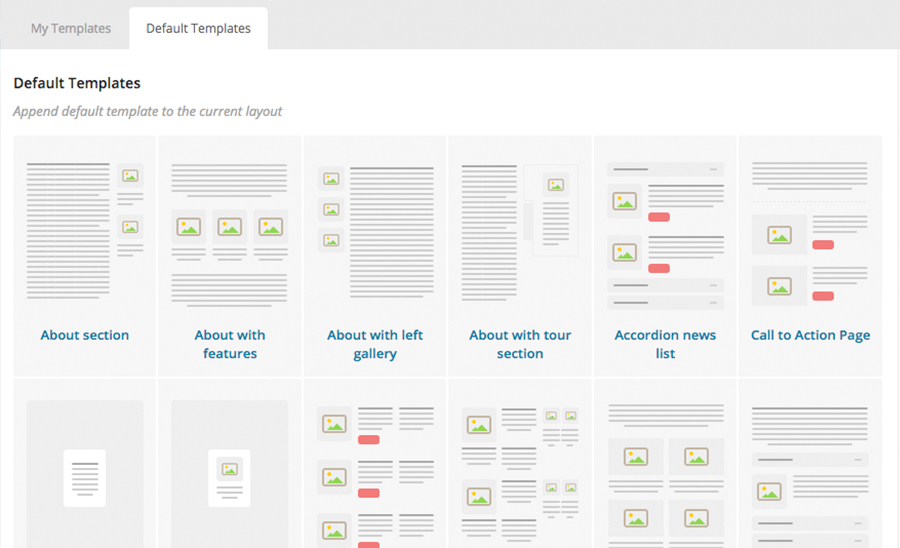 My Templates
Default Templates
Default Templates
Append default template to the current layout
About section
About with
features
About with left
gallery
About with tour
section
Accordion news
list
Call to Action Page